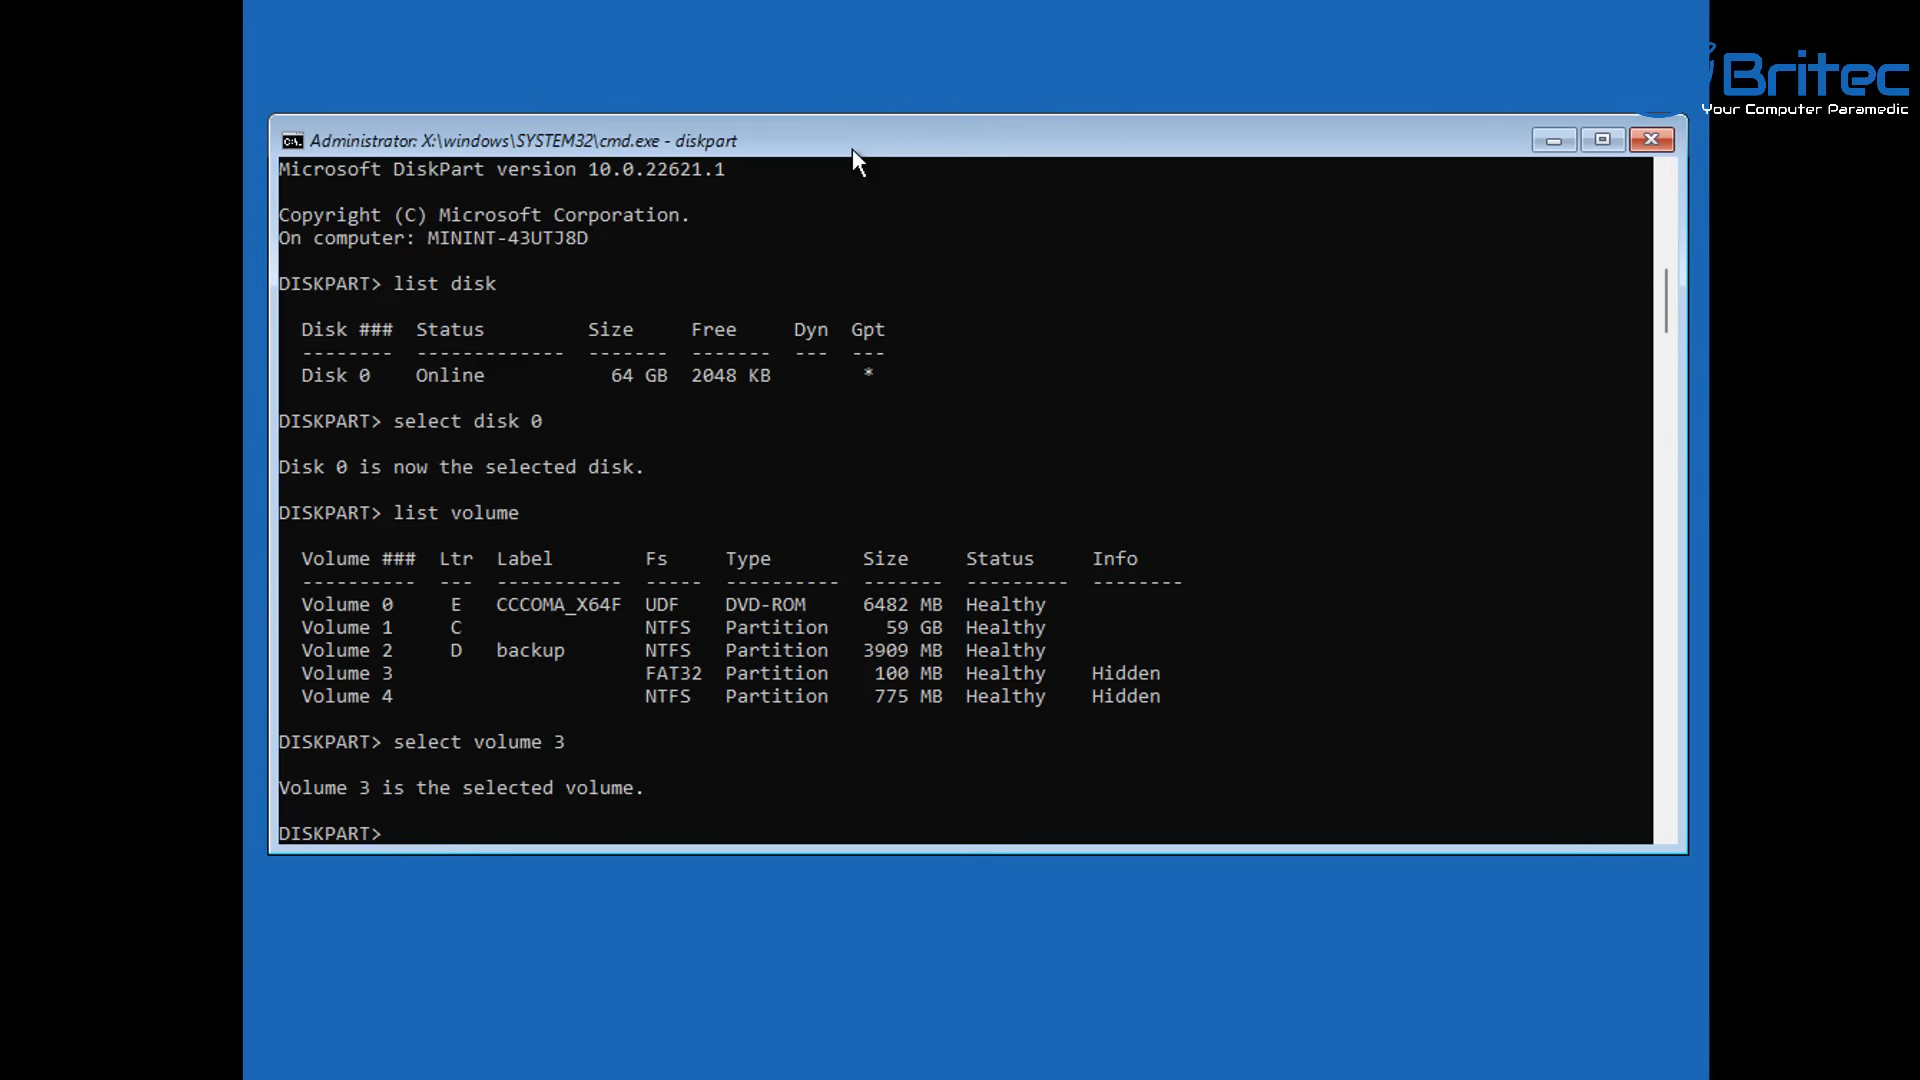 Britec
Your Computer Paramedic
Administrator: X:\windows\SYSTEM32\cmd.exe - diskpart
Microsoft DiskPart version 10.0.22621.1
Copyright (C) Microsoft Corporation.
On computer: MININT-43UTJ8D
DISKPART> list disk
Disk ### Status Size Free Dyn Gpt
-------- ------------- ------- ------- --- ---
Disk 0 Online 64 GB 2048 KB *
DISKPART> select disk 0
Disk 0 is now the selected disk.
DISKPART> list volume
Volume ### Ltr Label Fs Type Size Status Info
---------- --- ----------- ----- ---------- ------- --------- --------
Volume 0 E CCCOMA_X64F UDF DVD-ROM 6482 MB Healthy
Volume 1 C NTFS Partition 59 GB Healthy
Volume 2 D backup NTFS Partition 3909 MB Healthy
Volume 3 FAT32 Partition 100 MB Healthy Hidden
Volume 4 NTFS Partition 775 MB Healthy Hidden
DISKPART> select volume 3
Volume 3 is the selected volume.
DISKPART>